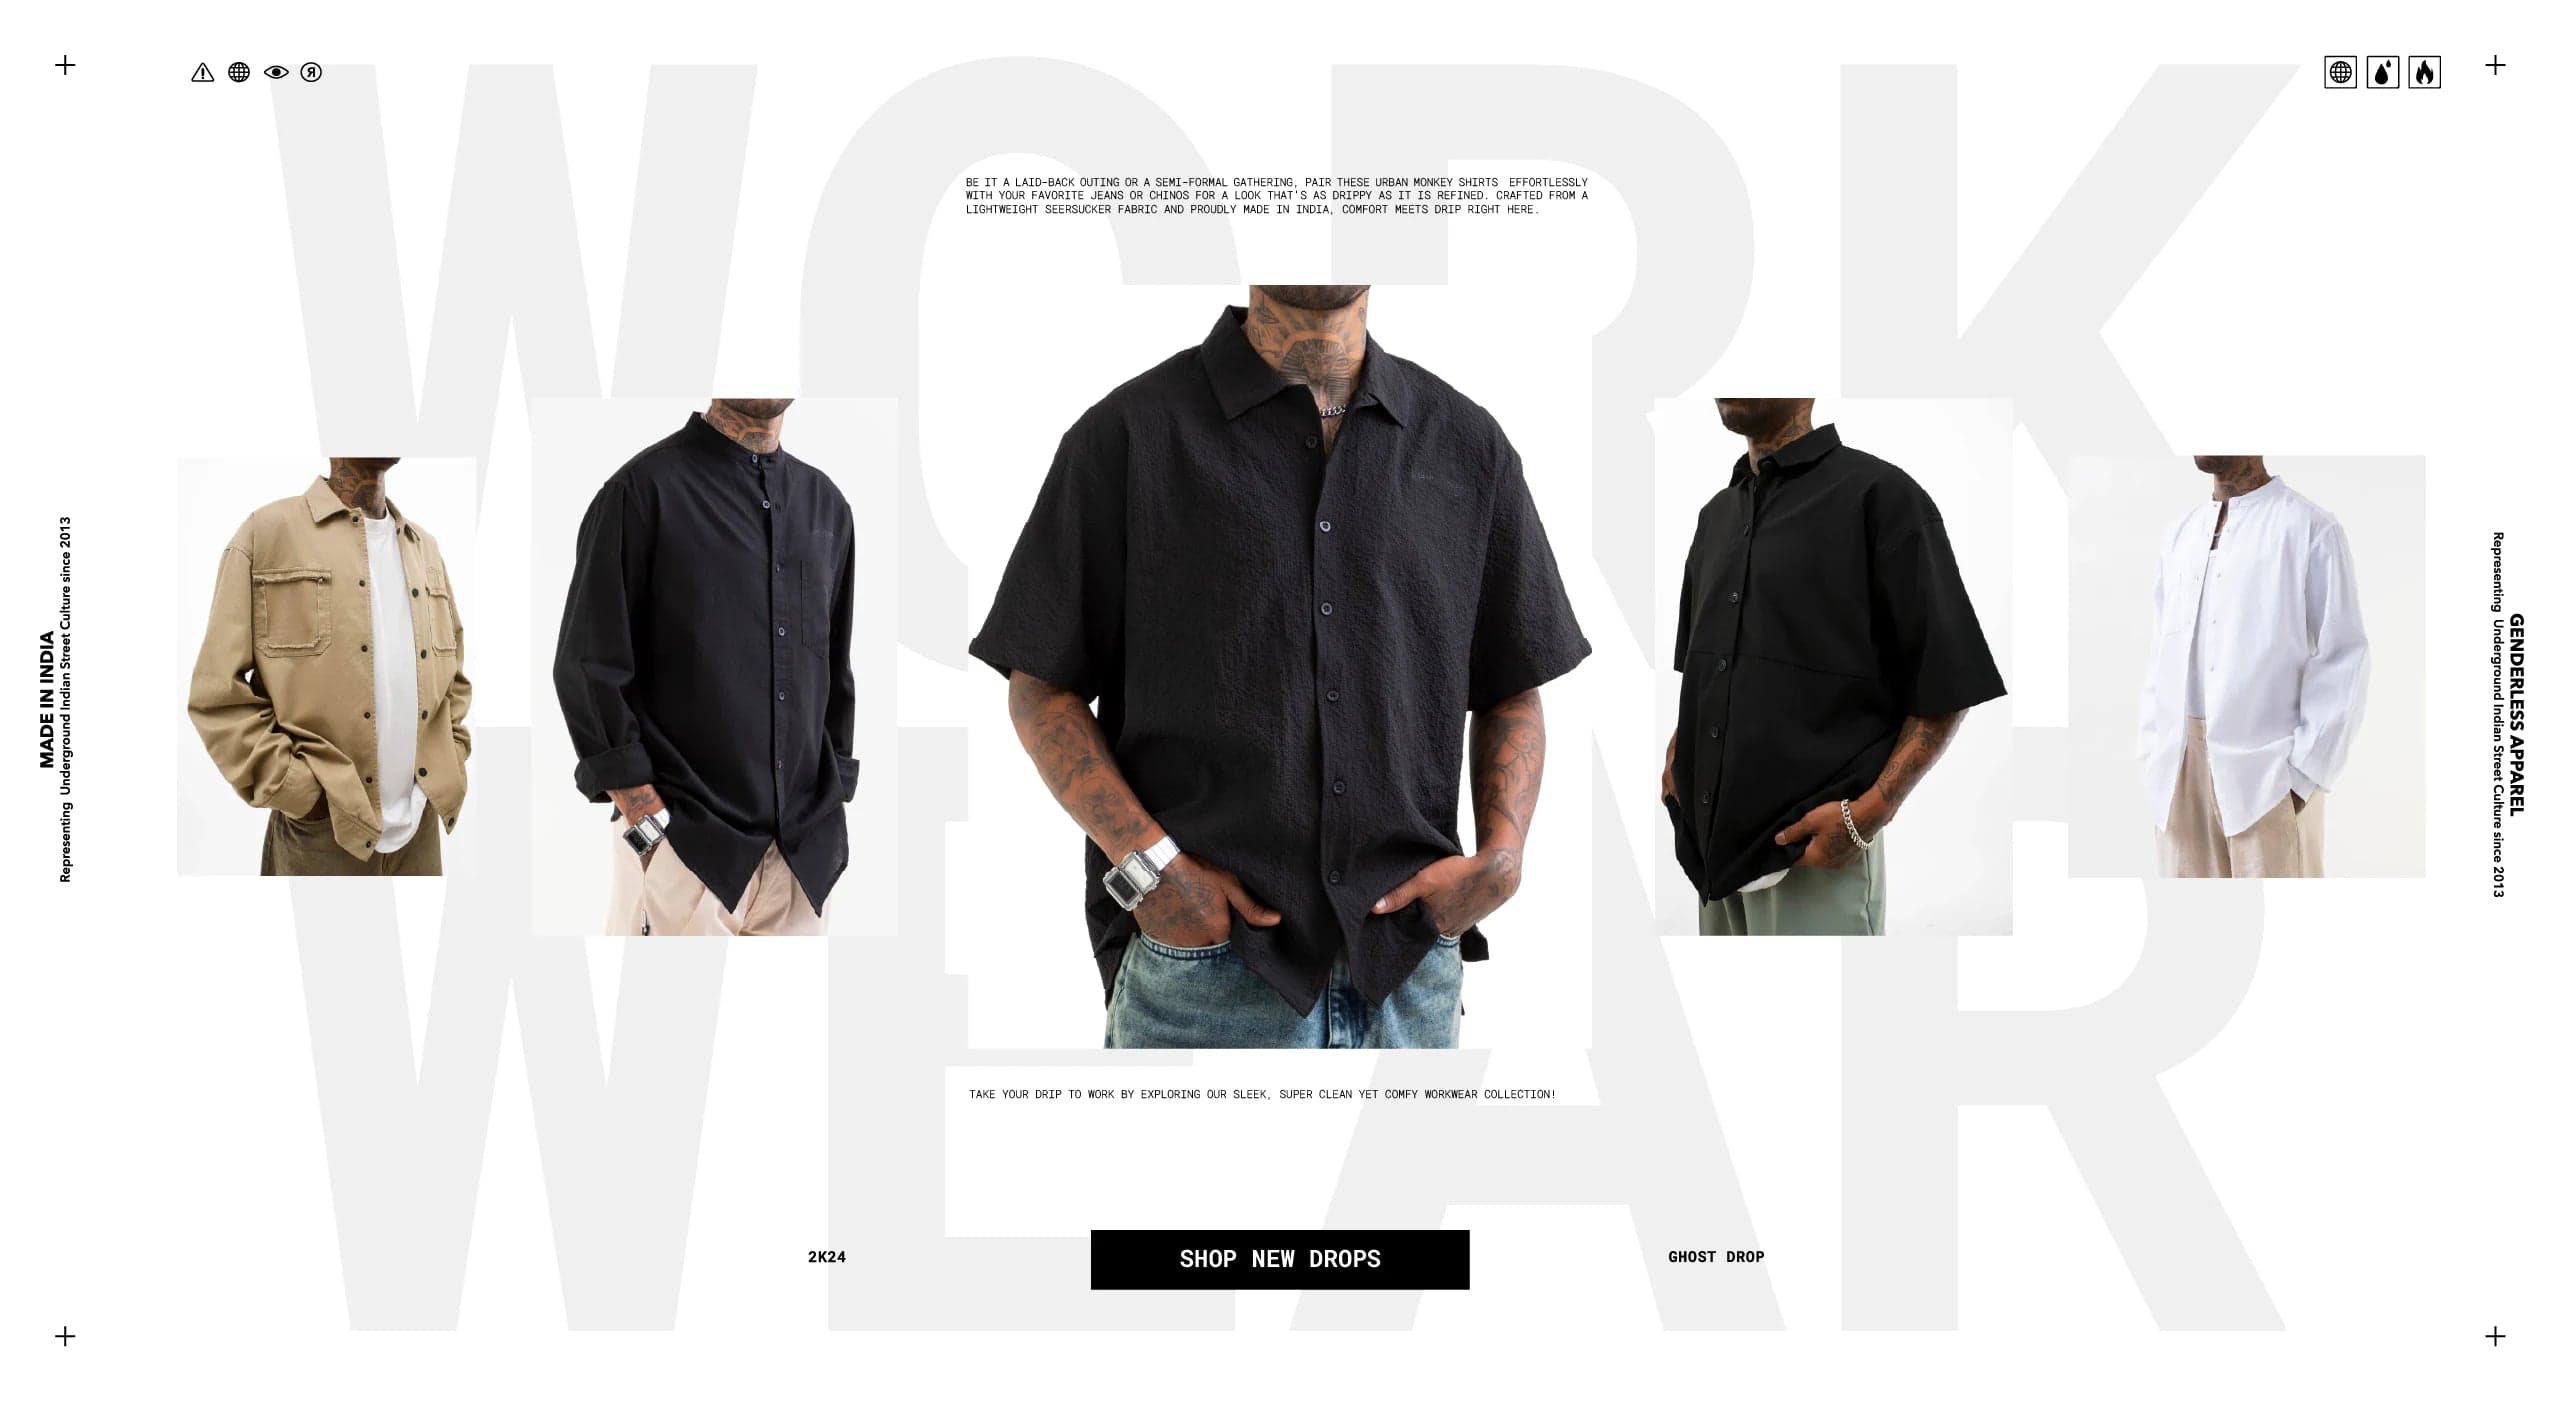 WORK
WEAR
BE IT A LAID-BACK OUTING OR A SEMI-FORMAL GATHERING, PAIR THESE URBAN MONKEY SHIRTS  EFFORTLESSLY
WITH YOUR FAVORITE JEANS OR CHINOS FOR A LOOK THAT'S AS DRIPPY AS IT IS REFINED. CRAFTED FROM A
LIGHTWEIGHT SEERSUCKER FABRIC AND PROUDLY MADE IN INDIA, COMFORT MEETS DRIP RIGHT HERE.
MADE IN INDIA
Representing  Underground Indian Street Culture since 2013
GENDERLESS APPAREL
Representing  Underground Indian Street Culture since 2013
TAKE YOUR DRIP TO WORK BY EXPLORING OUR SLEEK, SUPER CLEAN YET COMFY WORKWEAR COLLECTION!
2K24
SHOP NEW DROPS
GHOST DROP